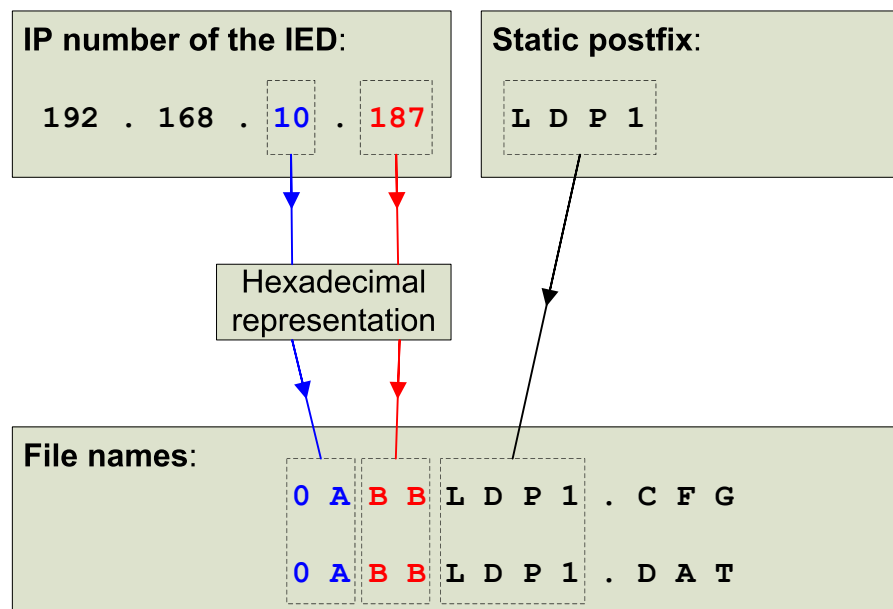 IP number of the IED:
192 . 168 . 10 . 187
Static postfix:
L D P 1
Hexadecimal
representation
File names:
0 A B B L D P 1 . C F G
0 A B B L D P 1 . D A T